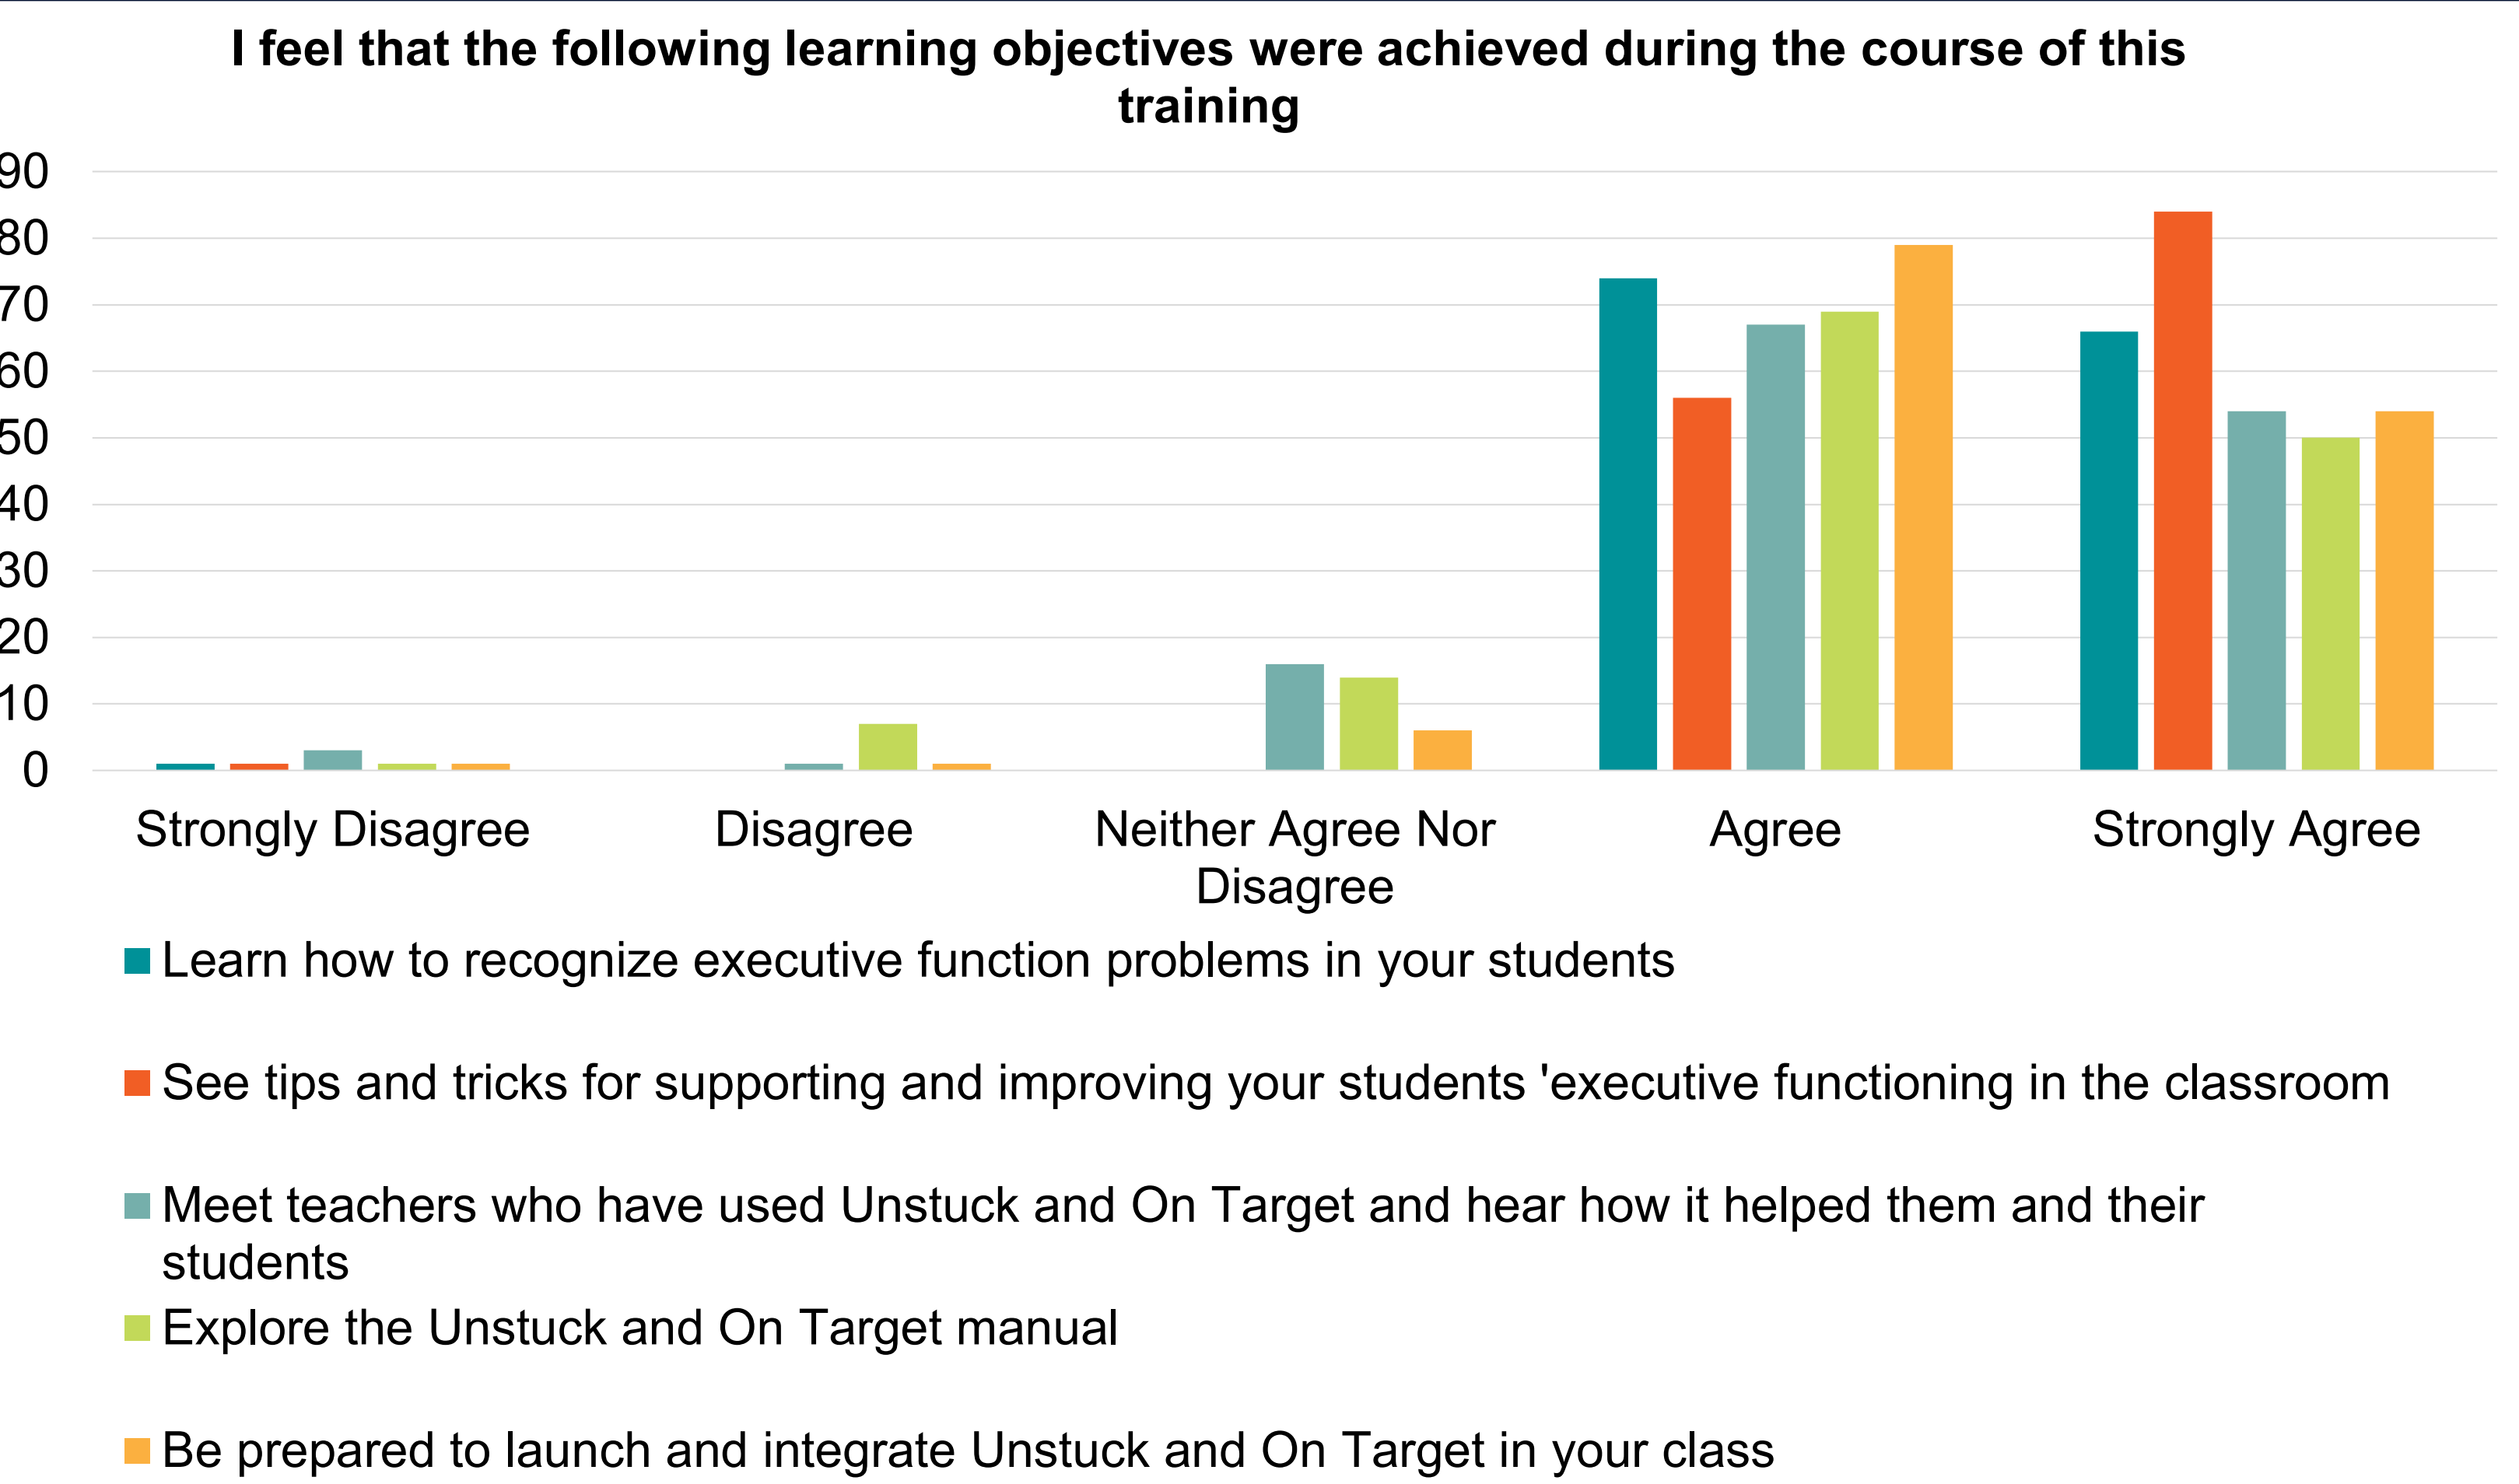 I feel that the following learning objectives were achieved during the course of this
training
90
80
70
60
50
40
30
20
10
0
Strongly Disagree
Disagree
Neither Agree Nor
Disagree
Agree
Strongly Agree
Learn how to recognize executive function problems in your students
See tips and tricks for supporting and improving your students 'executive functioning in the classroom
Meet teachers who have used Unstuck and On Target and hear how it helped them and their
students
Explore the Unstuck and On Target manual
Be prepared to launch and integrate Unstuck and On Target in your class